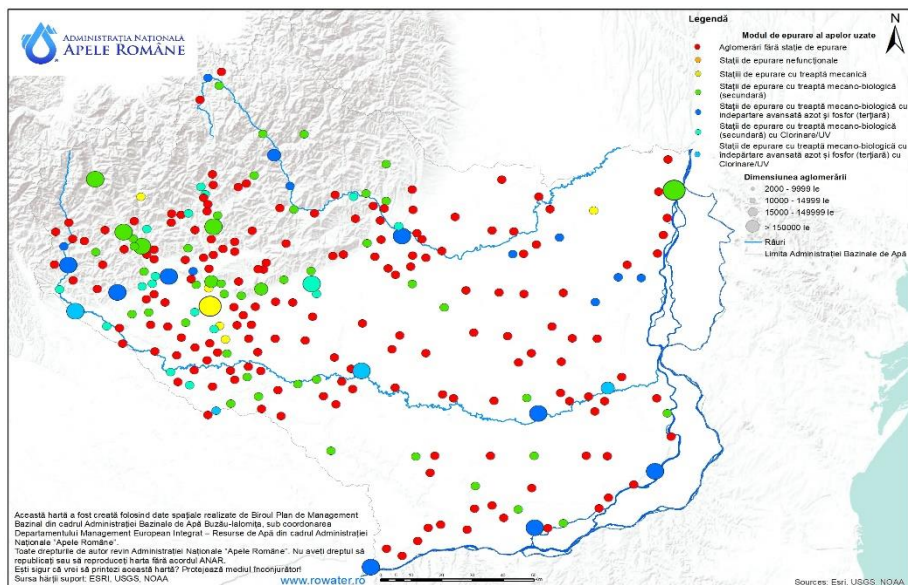 ADMINISTRAȚIA NAȚIONALĂ
APELE ROMÂNE
Legendă
N
Modul de epurare al apelor uzate
Aglomerări fără stație de epurare
Stații de epurare nefuncționale
Stații de epurare cu treaptă mecanică
Stații de epurare cu treaptă mecano-biologică
(secundară)
Stații de epurare cu treaptă mecano-biologică cu
îndepartare avansată azot și fosfor (terțiară)
Stații de epurare cu treaptă mecano-biologică
(secundară) cu Clorinare/UV
Stații de epurare cu treaptă mecano-biologică cu
îndepărtare avansată azot și fosfor (terțiară) cu
Clorinare/UV
Dimensiunea aglomerării
2000 - 9999 le
10000 - 14999 le
15000 - 149999 le
> 150000 le
Râuri
Limita Administrației Bazinale de Apă
Această hartă a fost creată folosind date spațiale realizate de Biroul Plan de Management
Bazinal din cadrul Administrației Bazinale de Apă Buzău-Ialomița, sub coordonarea
Departamentului Management European Integrat – Resurse de Apă din cadrul Administrației
Naționale "Apele Române".
Toate drepturile de autor revin Administrației Naționale "Apele Române". Nu aveți dreptul să
republicați sau să reproduceți harta fără acordul ANAR.
Ești sigur că vrei să printezi această hartă? Protejează mediul înconjurător!
Sursa hărții suport: ESRI, USGS, NOAA
www.rowater.ro
Sources: Esri, USGS, NOAA